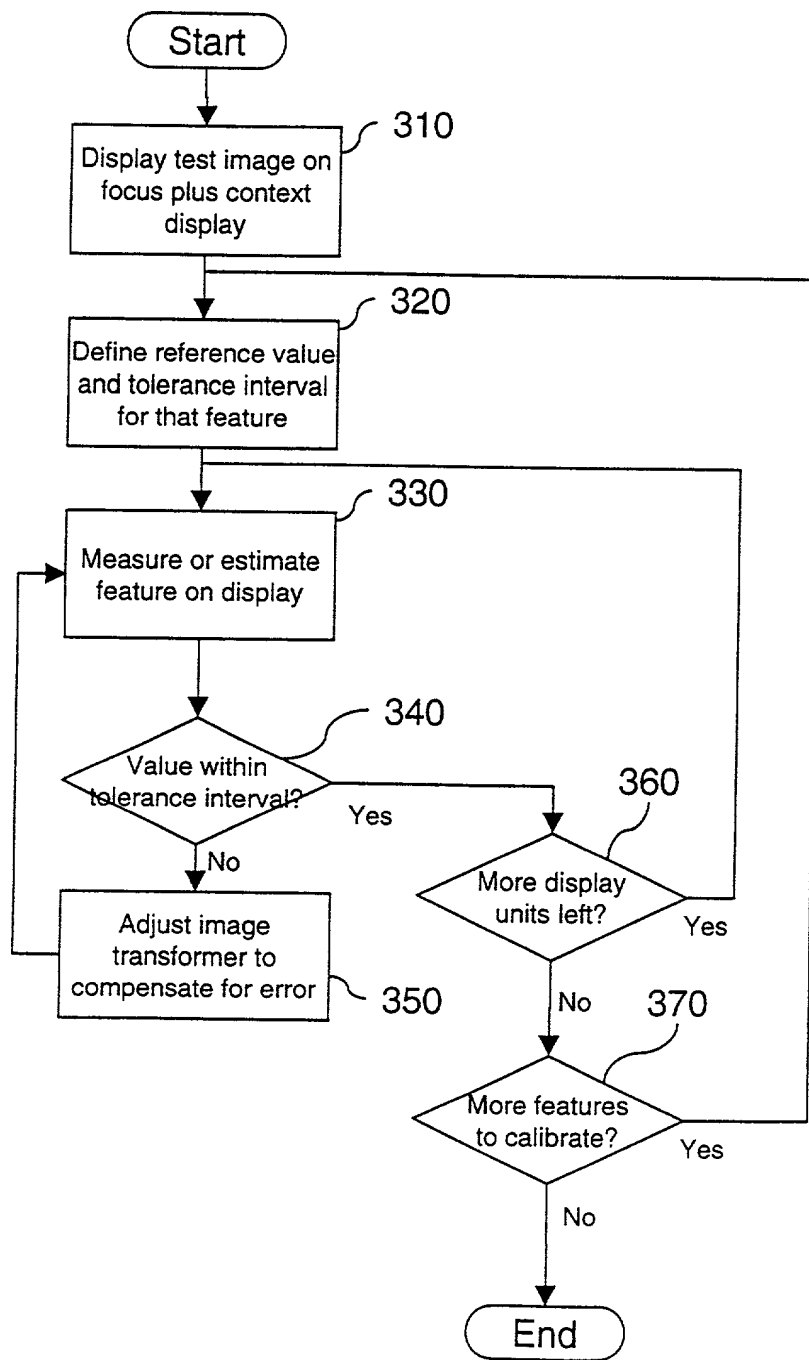 Start
310
Display test image on
focus plus context
display
320
Define reference value
and tolerance interval
for that feature
330
Measure or estimate
feature on display
340
Value within
tolerance interval?
Yes
No
360
More display
units left?
Yes
Adjust image
transformer to
compensate for error
350
No
370
More features
to calibrate?
Yes
No
End